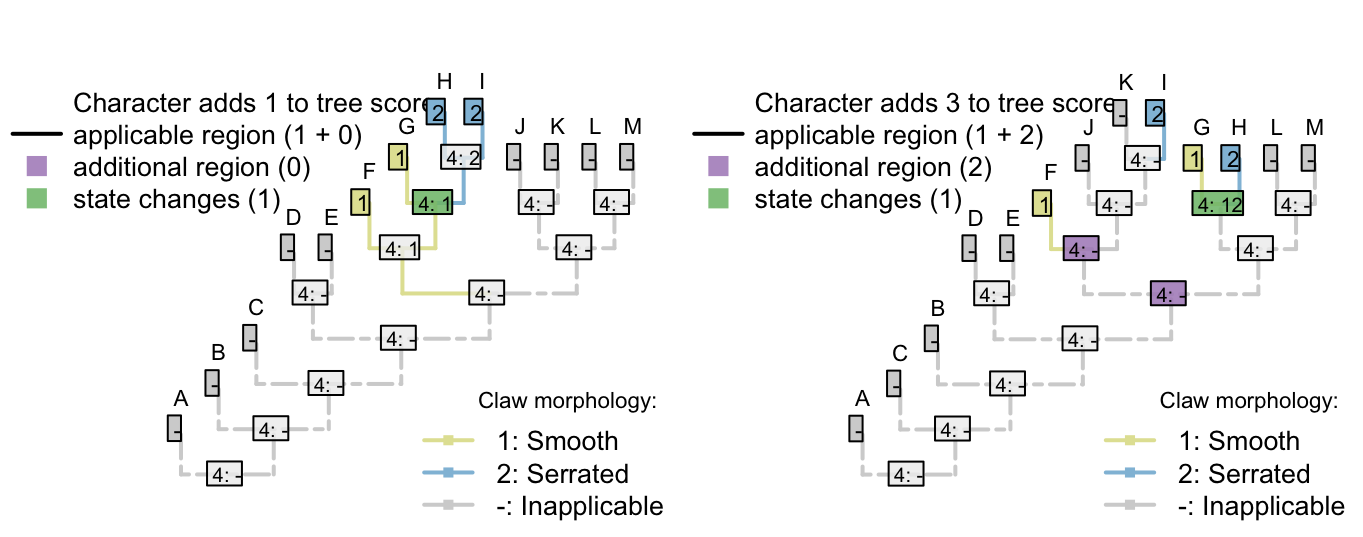 H I
Character adds 1 to tree score
2 2
G J K L M
applicable region (1 + 0)
1 4: 2 - - - -
additional region (0)
F
state changes (1)
1 4: 1 4: - 4: -
D E
- - 4: 1 4: -
4: - 4: -
C
- 4: -
B
- 4: -
A
Claw morphology:
- 4: -
1: Smooth
4: -
2: Serrated
-: Inapplicable
K I
Character adds 3 to tree score
- 2
J G H L M
applicable region (1 + 2)
- 4: - 1 2 - -
additional region (2)
F
state changes (1)
1 4: - 4: 12 4: -
D E
- - 4: - 4: -
4: - 4: -
B
- 4: -
C
- 4: -
A
Claw morphology:
- 4: -
1: Smooth
4: -
2: Serrated
-: Inapplicable